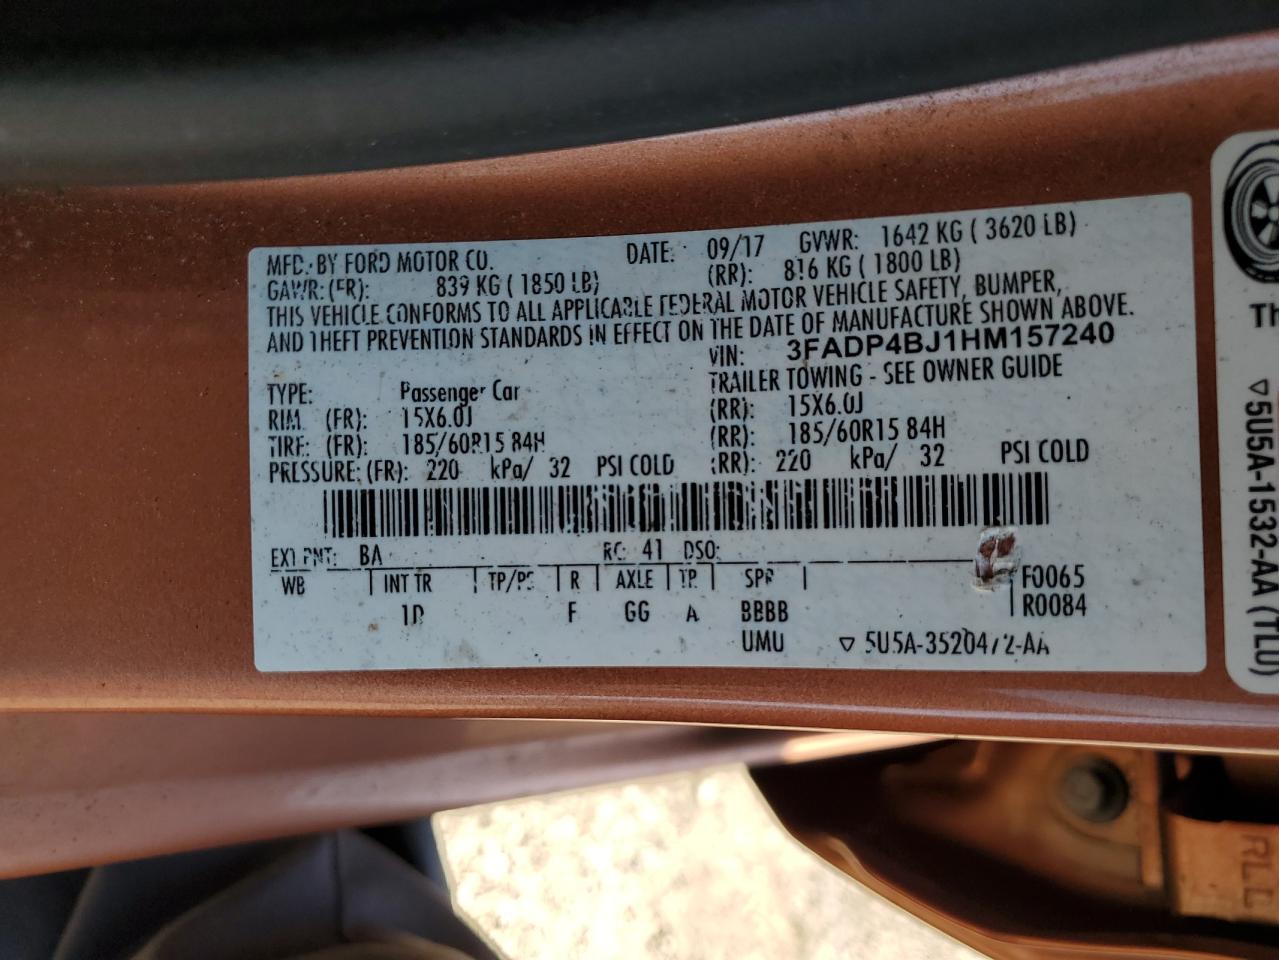 MFD. BY FORD MOTOR CO. DATE: 09/17 GVWR: 1642 KG ( 3620 LB)
GAWR: (FR): 839 KG ( 1850 LB) (RR): 816 KG ( 1800 LB)
THIS VEHICLE CONFORMS TO ALL APPLICABLE FEDERAL MOTOR VEHICLE SAFETY, BUMPER,
AND THEFT PREVENTION STANDARDS IN EFFECT ON THE DATE OF MANUFACTURE SHOWN ABOVE.
VIN: 3FADP4BJ1HM157240
TYPE: Passenger Car TRAILER TOWING - SEE OWNER GUIDE
RIM (FR): 15X6.0J (RR): 15X6.0J
TIRE: (FR): 185/60R15 84H (RR): 185/60R15 84H
PRESSURE: (FR): 220 kPa/ 32 PSI COLD (RR): 220 kPa/ 32 PSI COLD
EXT PNT: BA RC: 41 DSO:
WB INT TR TP/PS R AXLE TR SPR F0065
1D F GG A BBBB R0084
UMU ▽ 5U5A-3520472-AA
Th
▽5U5A-1532-AA (TLU)
RLL